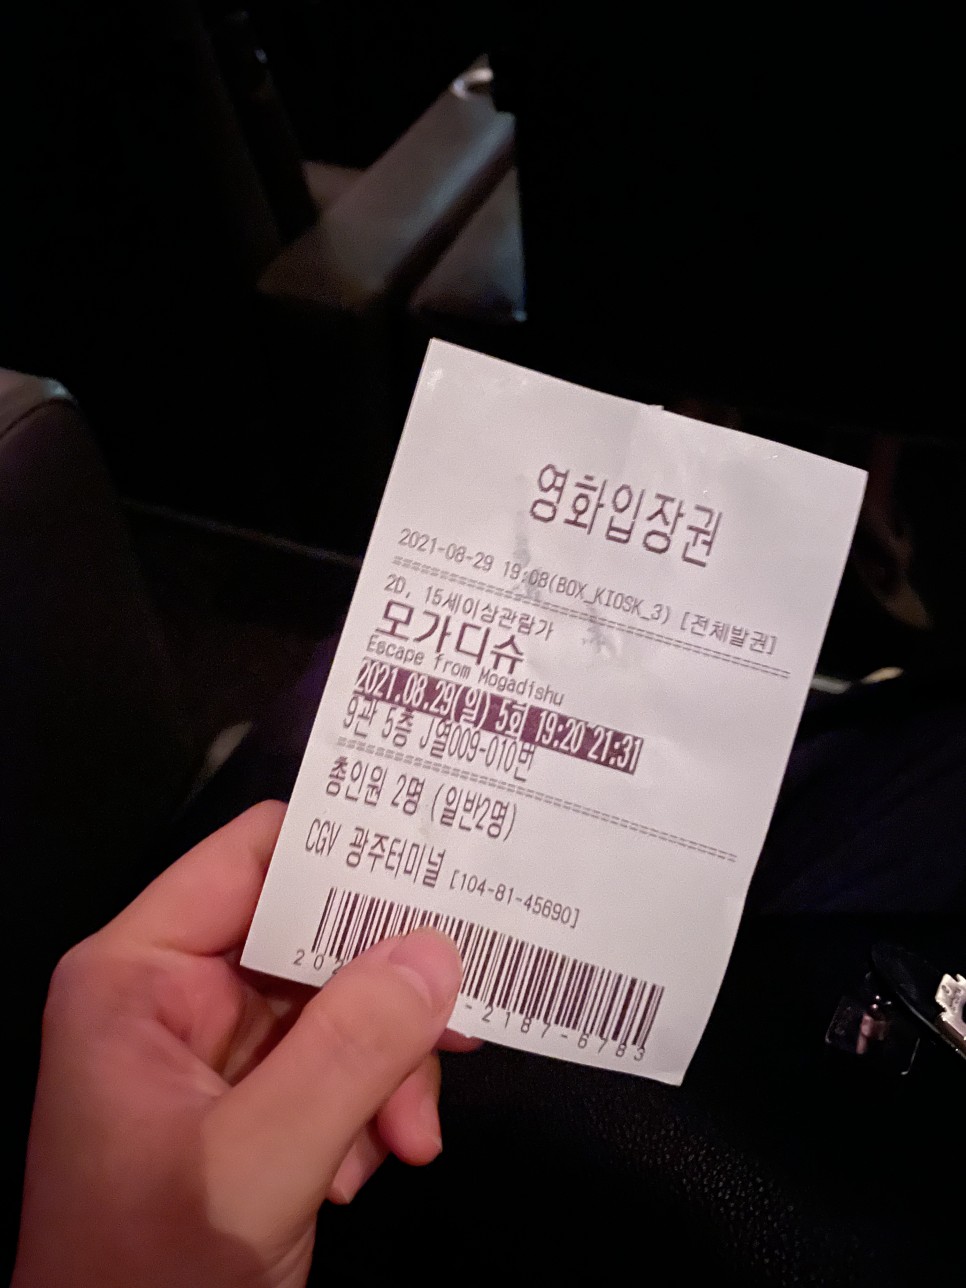 영화입장권
2021-08-29 19:08(BOX_KIOSK_3) [전체발권]
2D, 15세이상관람가
모가디슈
Escape from Mogadishu
2021.08.29(일) 5회 19:20 21:31
9관 5층 J열009-010번
총인원 2명 (일반2명)
CGV 광주터미널 [104-81-45690]
-2187-6783